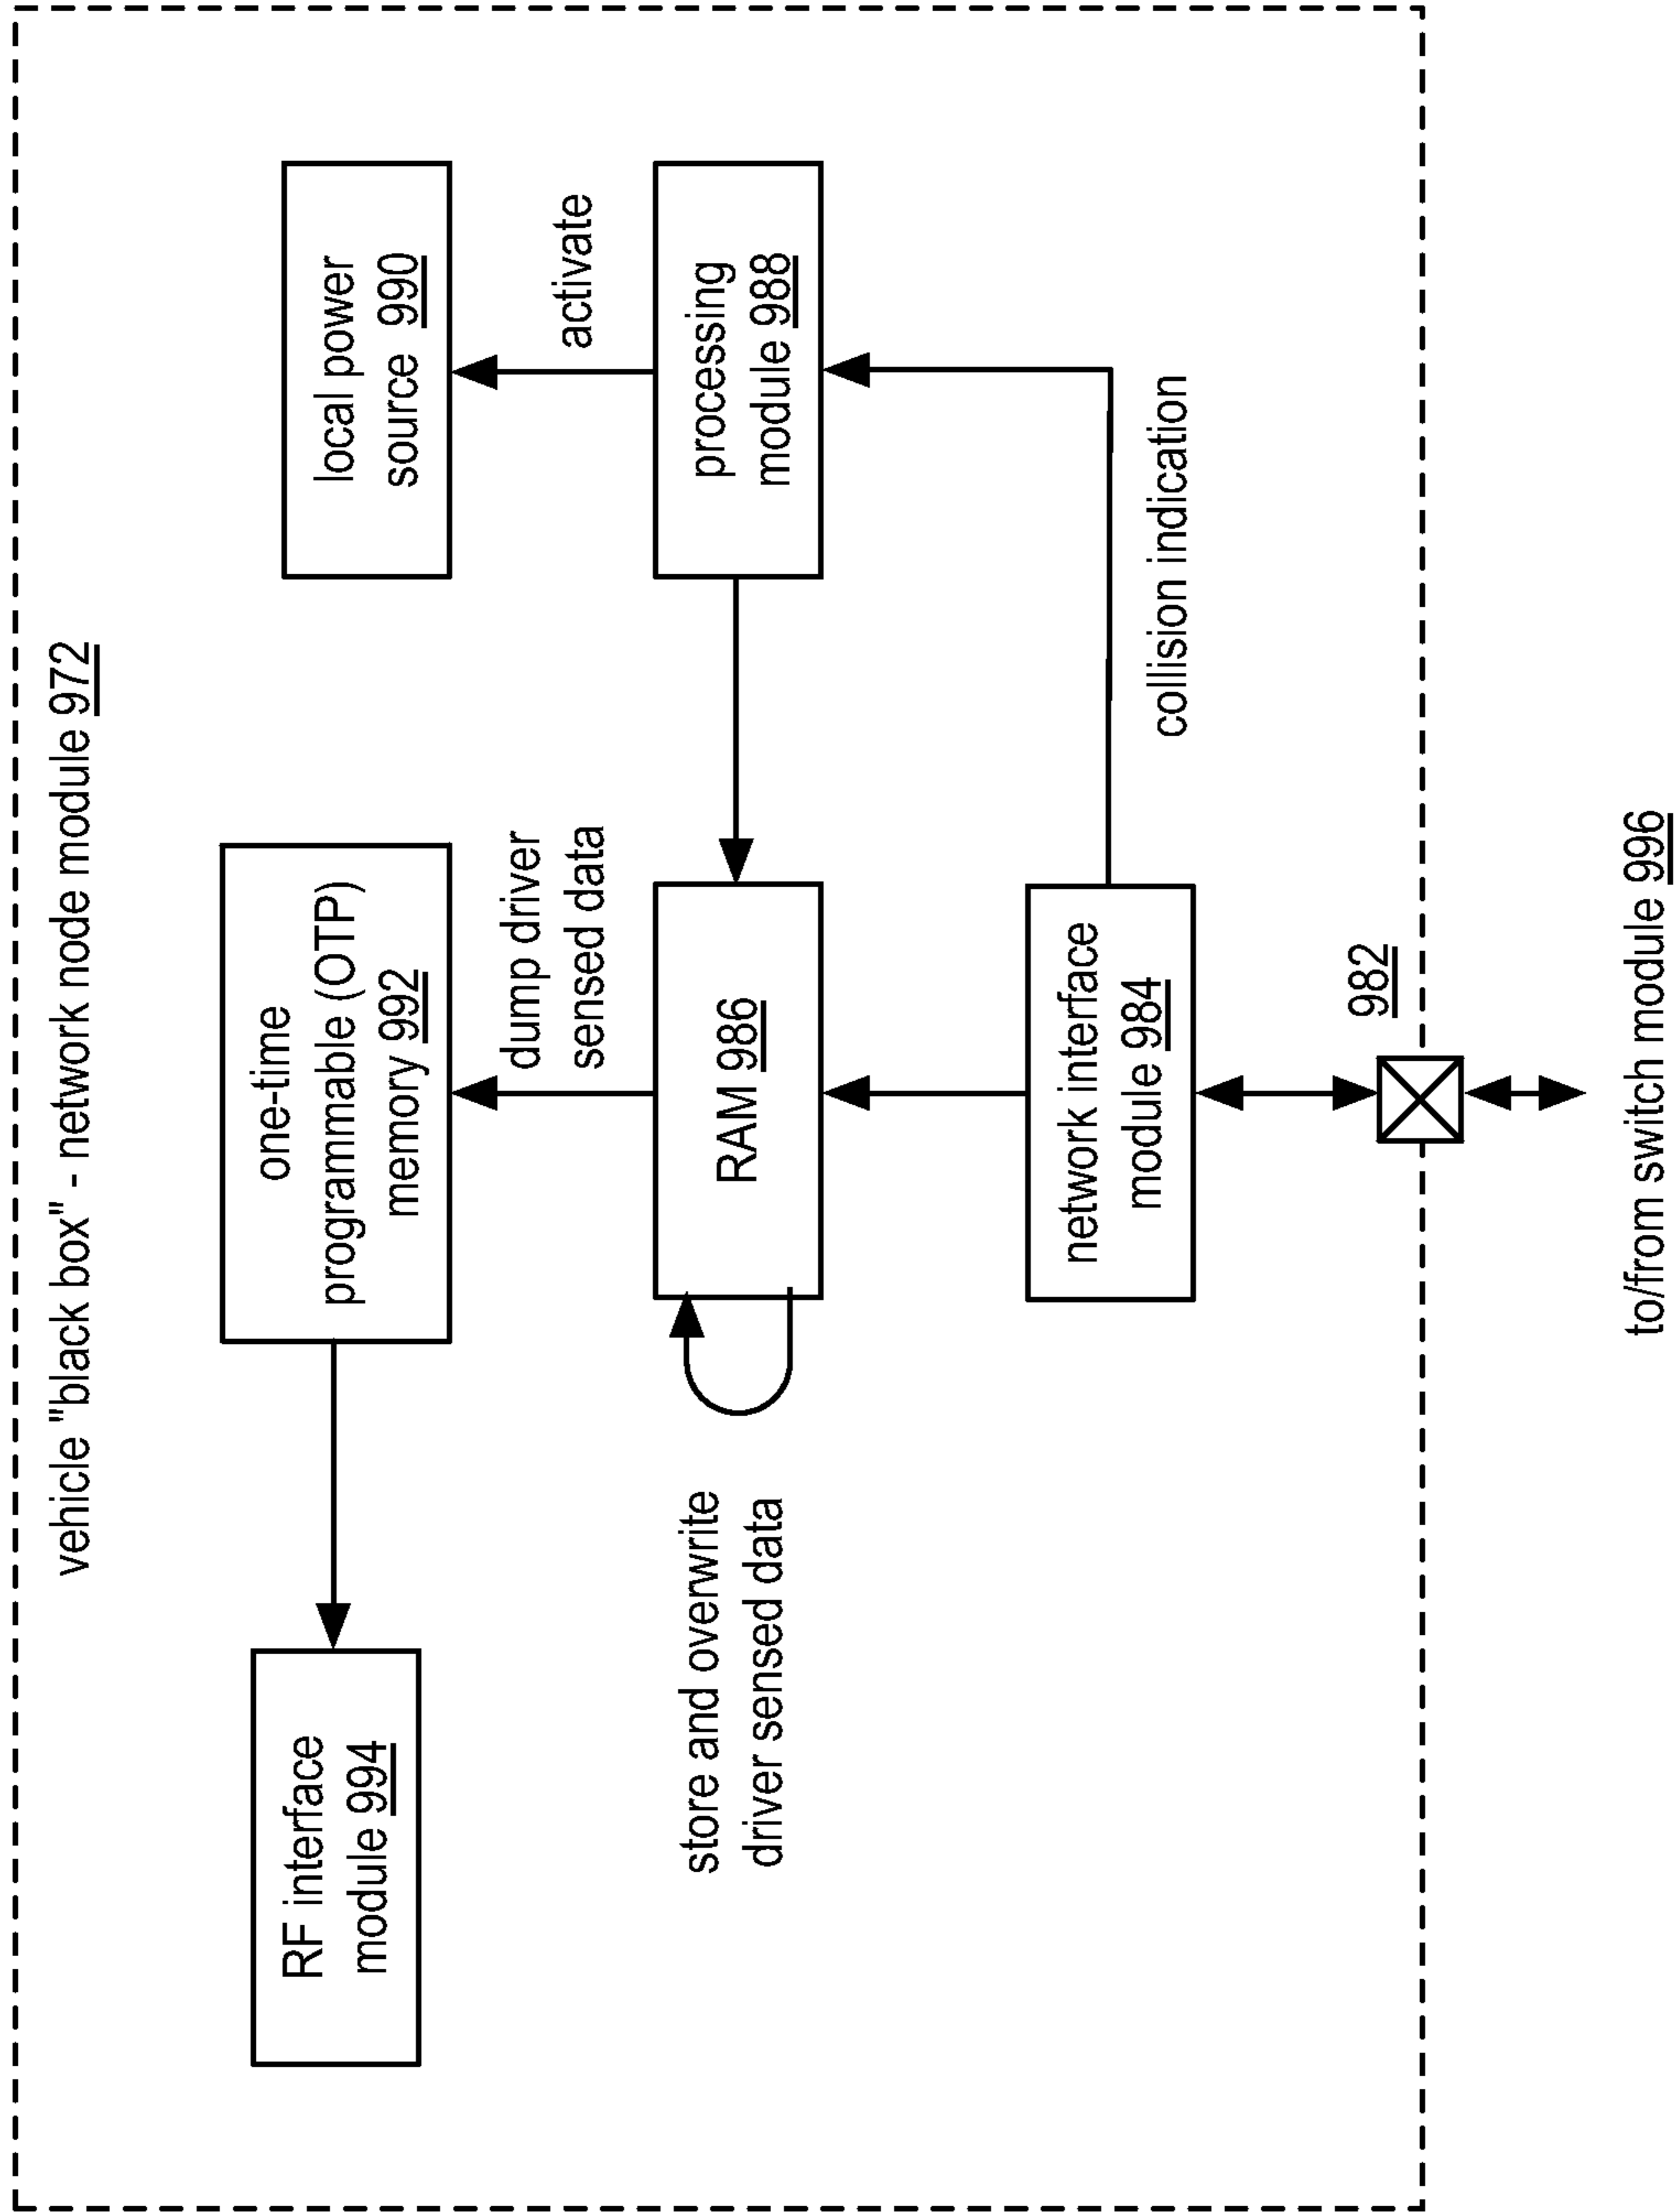 vehicle "black box" - network node module 972
RF interface
module 994
one-time
programmable (OTP)
memory 992
local power
source 990
dump driver
sensed data
activate
store and overwrite
driver sensed data
RAM 986
processing
module 988
network interface
module 984
collision indication
982
to/from switch module 996